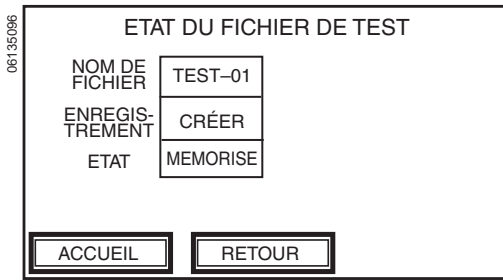 06135096
ETAT DU FICHIER DE TEST
NOM DE
FICHIER
TEST–01
ENREGIS-
TREMENT
CRÉER
ETAT
MEMORISE
ACCUEIL
RETOUR